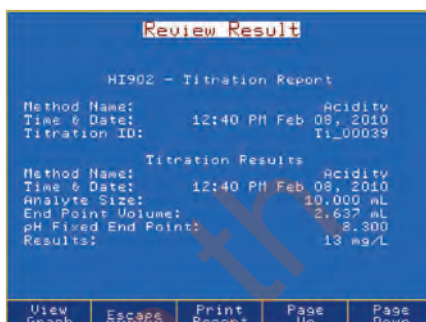 Review Result
HI902 - Titration Report
Method Name: Acidity
Time & Date: 12:40 PM Feb 08, 2010
Titration ID: Ti_00039
Titration Results
Method Name: Acidity
Time & Date: 12:40 PM Feb 08, 2010
Analyte Size: 10.000 mL
End Point Volume: 2.637 mL
pH Fixed End Point: 8.300
Results: 13 mg/L
View Escape Print Page Page
Graph Report Up Down